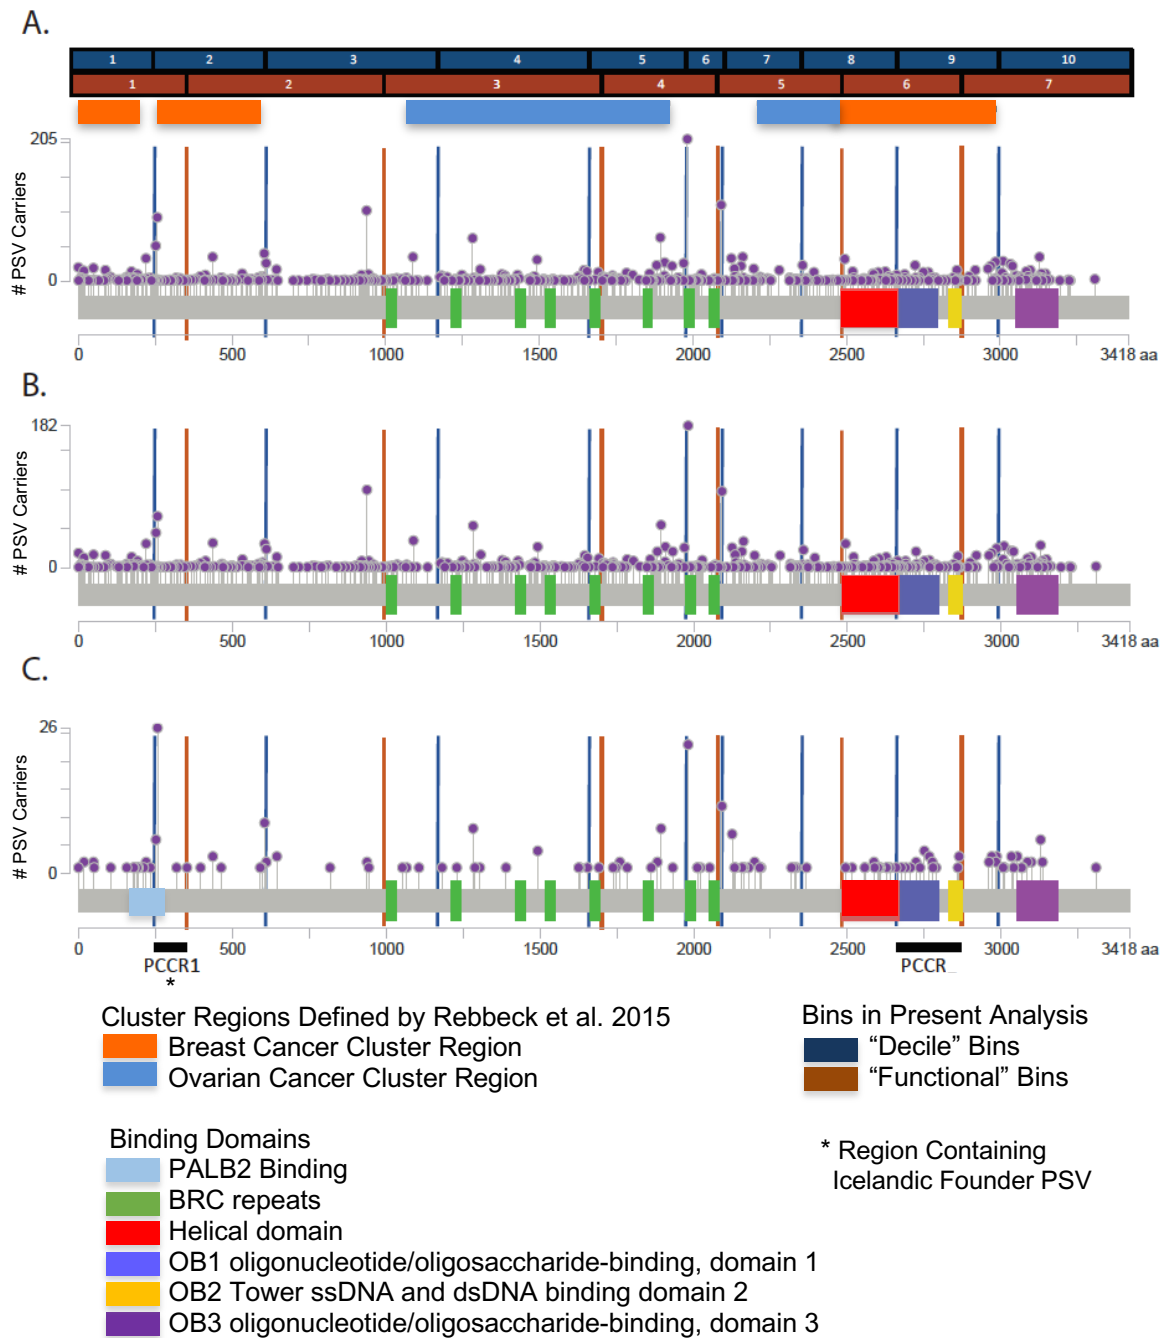 A.
1 2 3 4 5 6 7 8 9 10
1 2 3 4 5 6 7
205
0
# PSV Carriers
0 500 1000 1500 2000 2500 3000 3418 aa
B.
182
0
# PSV Carriers
0 500 1000 1500 2000 2500 3000 3418 aa
C.
26
0
# PSV Carriers
0 500 1000 1500 2000 2500 3000 3418 aa
PCCR1 PCCR_
*
Cluster Regions Defined by Rebbeck et al. 2015
Breast Cancer Cluster Region
Ovarian Cancer Cluster Region
Bins in Present Analysis
“Decile” Bins
“Functional” Bins
Binding Domains
PALB2 Binding
BRC repeats
Helical domain
OB1 oligonucleotide/oligosaccharide-binding, domain 1
OB2 Tower ssDNA and dsDNA binding domain 2
OB3 oligonucleotide/oligosaccharide-binding, domain 3
* Region Containing
Icelandic Founder PSV